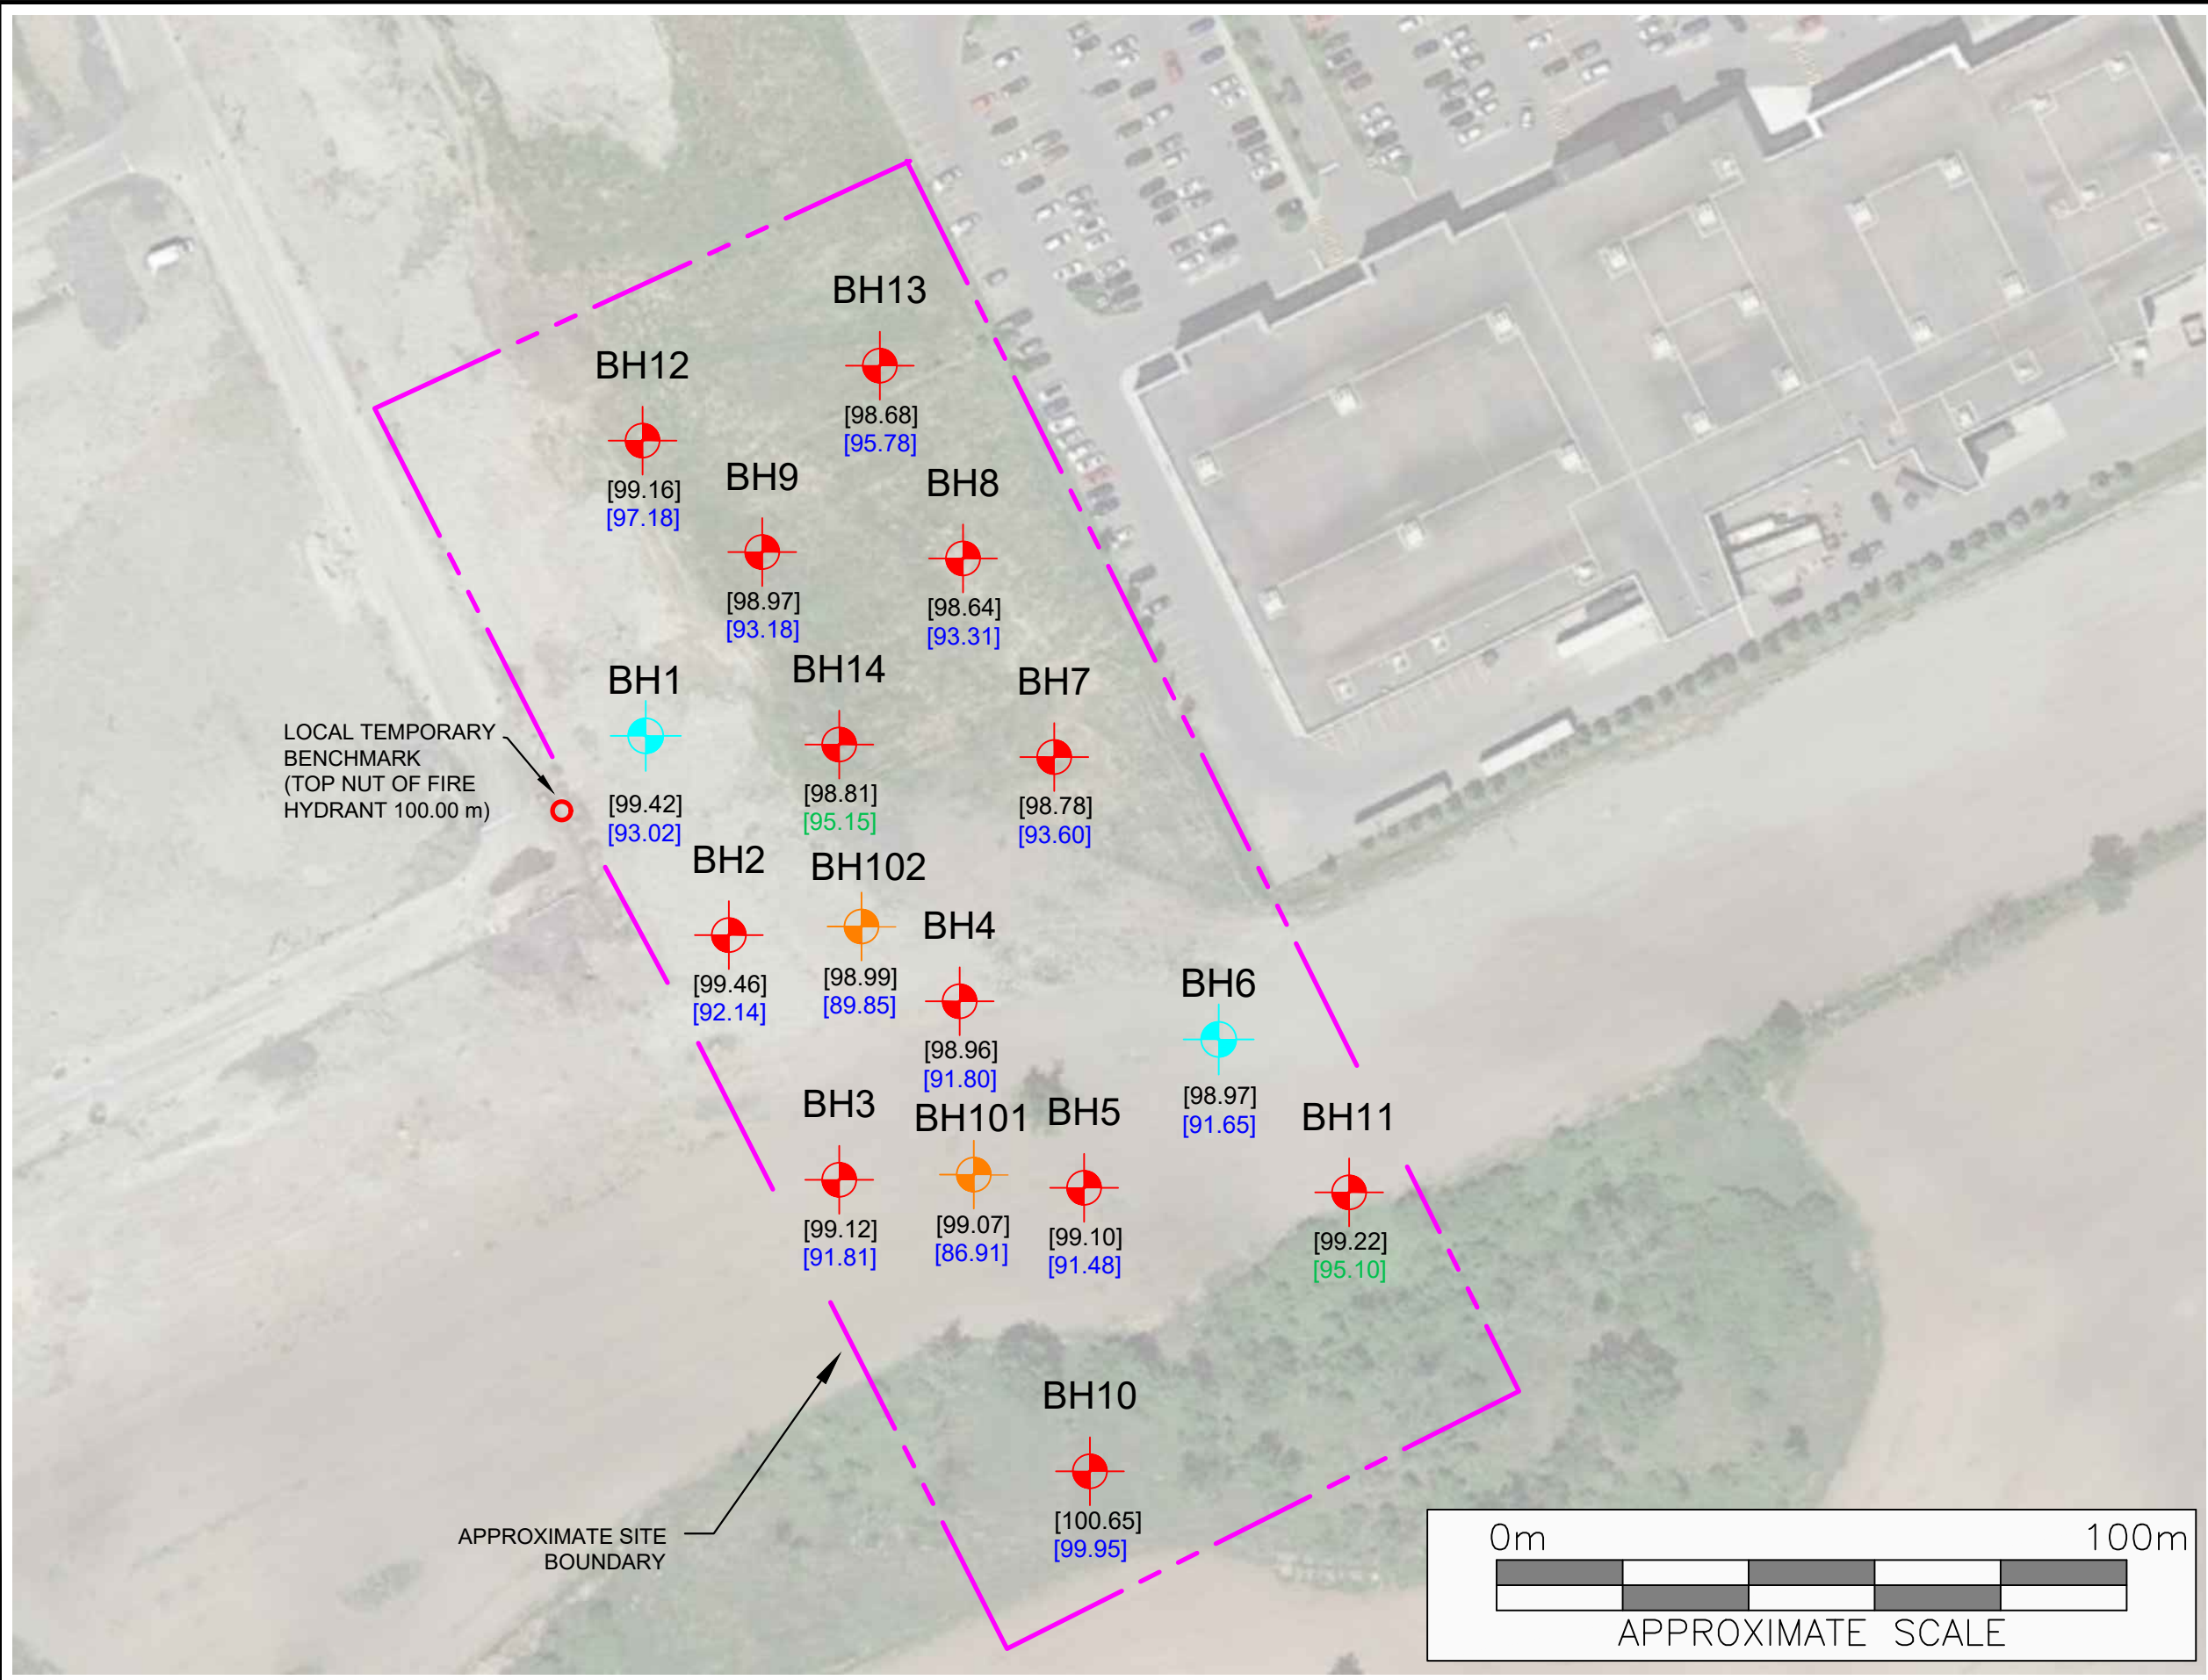 BH13
[98.68]
[95.78]
BH12
[99.16]
[97.18]
BH9
[98.97]
[93.18]
BH8
[98.64]
[93.31]
BH1
[99.42]
[93.02]
BH14
[98.81]
[95.15]
BH7
[98.78]
[93.60]
LOCAL TEMPORARY
BENCHMARK
(TOP NUT OF FIRE
HYDRANT 100.00 m)
BH2
[99.46]
[92.14]
BH102
[98.99]
[89.85]
BH4
[98.96]
[91.80]
BH6
[98.97]
[91.65]
BH3
[99.12]
[91.81]
BH101
[99.07]
[86.91]
BH5
[99.10]
[91.48]
BH11
[99.22]
[95.10]
BH10
[100.65]
[99.95]
APPROXIMATE SITE
BOUNDARY
0m 100m
APPROXIMATE SCALE